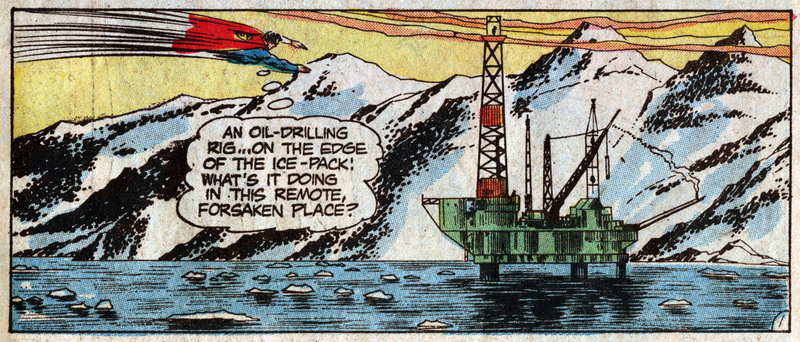 AN OIL-DRILLING
RIG...ON THE EDGE
OF THE ICE-PACK!
WHAT'S IT DOING
IN THIS REMOTE,
FORSAKEN PLACE?
1